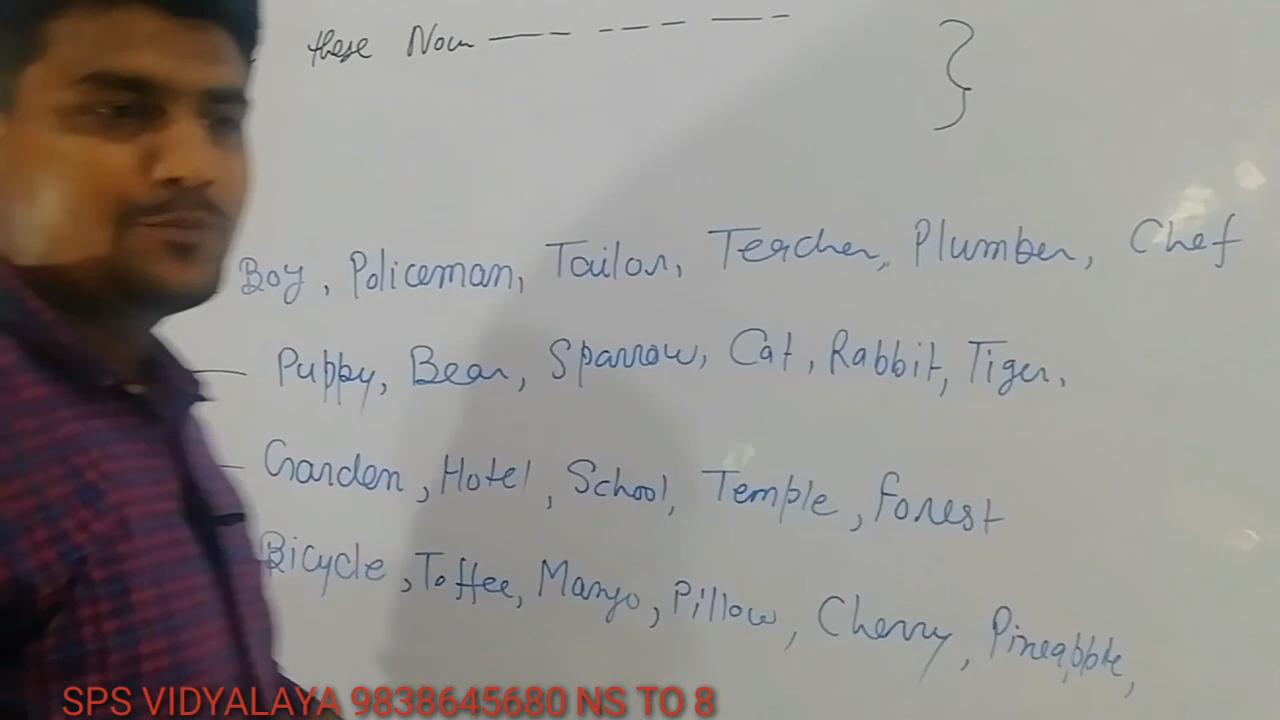 these Noun
Boy, Policeman, Tailor, Teacher, Plumber, Chef
Puppy, Bear, Sparrow, Cat, Rabbit, Tiger,
Garden, Hotel, School, Temple, Forest
Bicycle, Toffee, Mango, Pillow, Cherry, Pineapple,
SPS VIDYALAYA 9838645680 NS TO 8